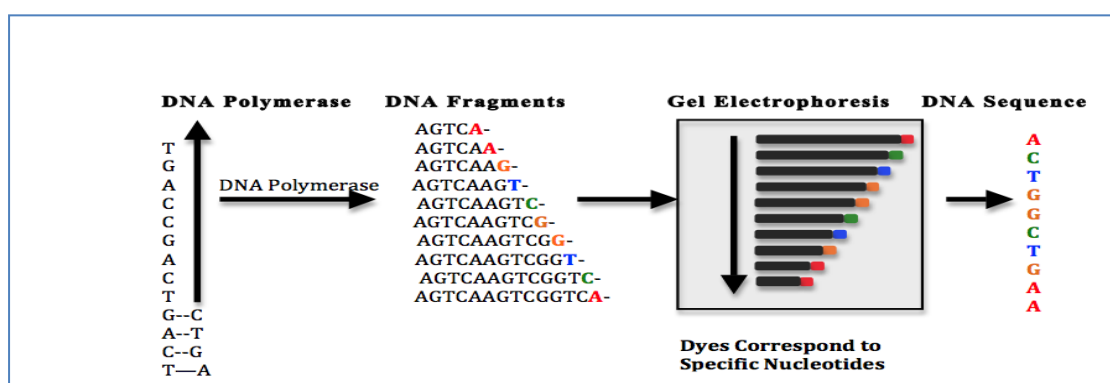 DNA Polymerase
T
G
A
C
C
G
A
C
T
G--C
A--T
C--G
T—A
DNA Polymerase
DNA Fragments
AGTCA-
AGTCAA-
AGTCAAG-
AGTCAAGT-
AGTCAAGTC-
AGTCAAGTCG-
AGTCAAGTCGG-
AGTCAAGTCGGT-
AGTCAAGTCGGTC-
AGTCAAGTCGGTCA-
Gel Electrophoresis
Dyes Correspond to
Specific Nucleotides
DNA Sequence
A
C
T
G
G
C
T
G
A
A